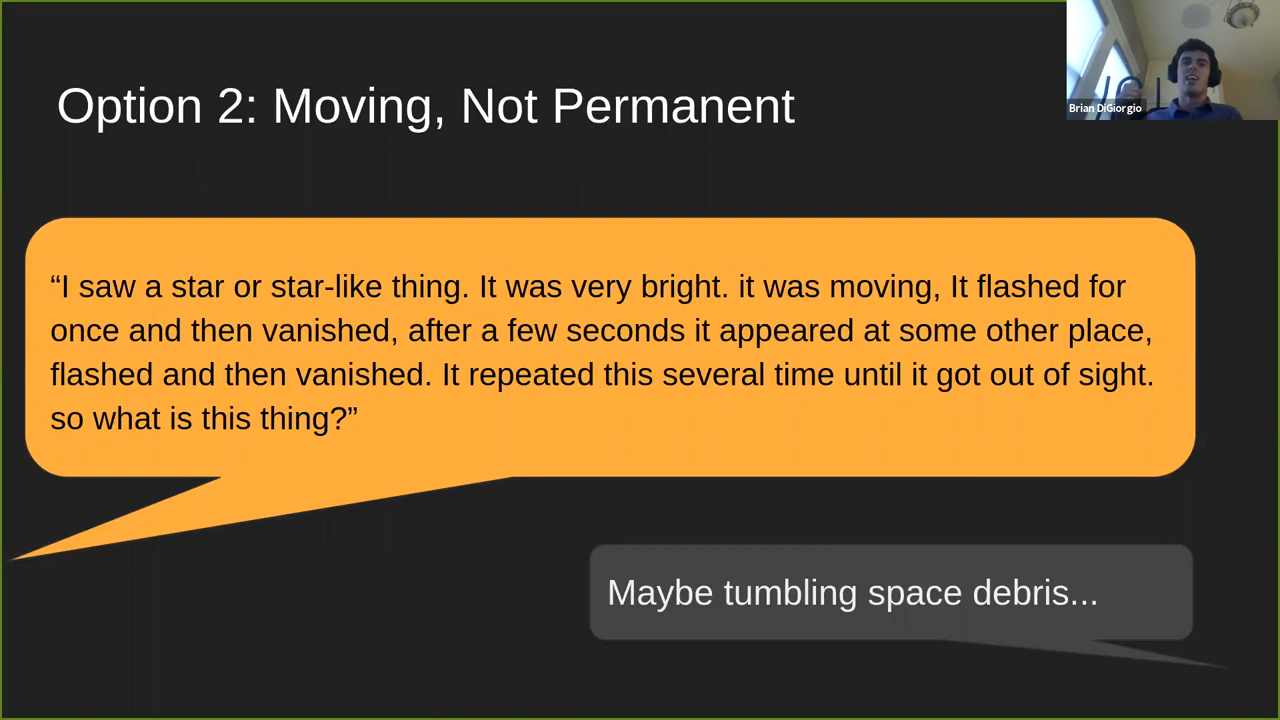 Brian DiGiorgio
Option 2: Moving, Not Permanent
“I saw a star or star-like thing. It was very bright. it was moving, It flashed for
once and then vanished, after a few seconds it appeared at some other place,
flashed and then vanished. It repeated this several time until it got out of sight.
so what is this thing?”
Maybe tumbling space debris...